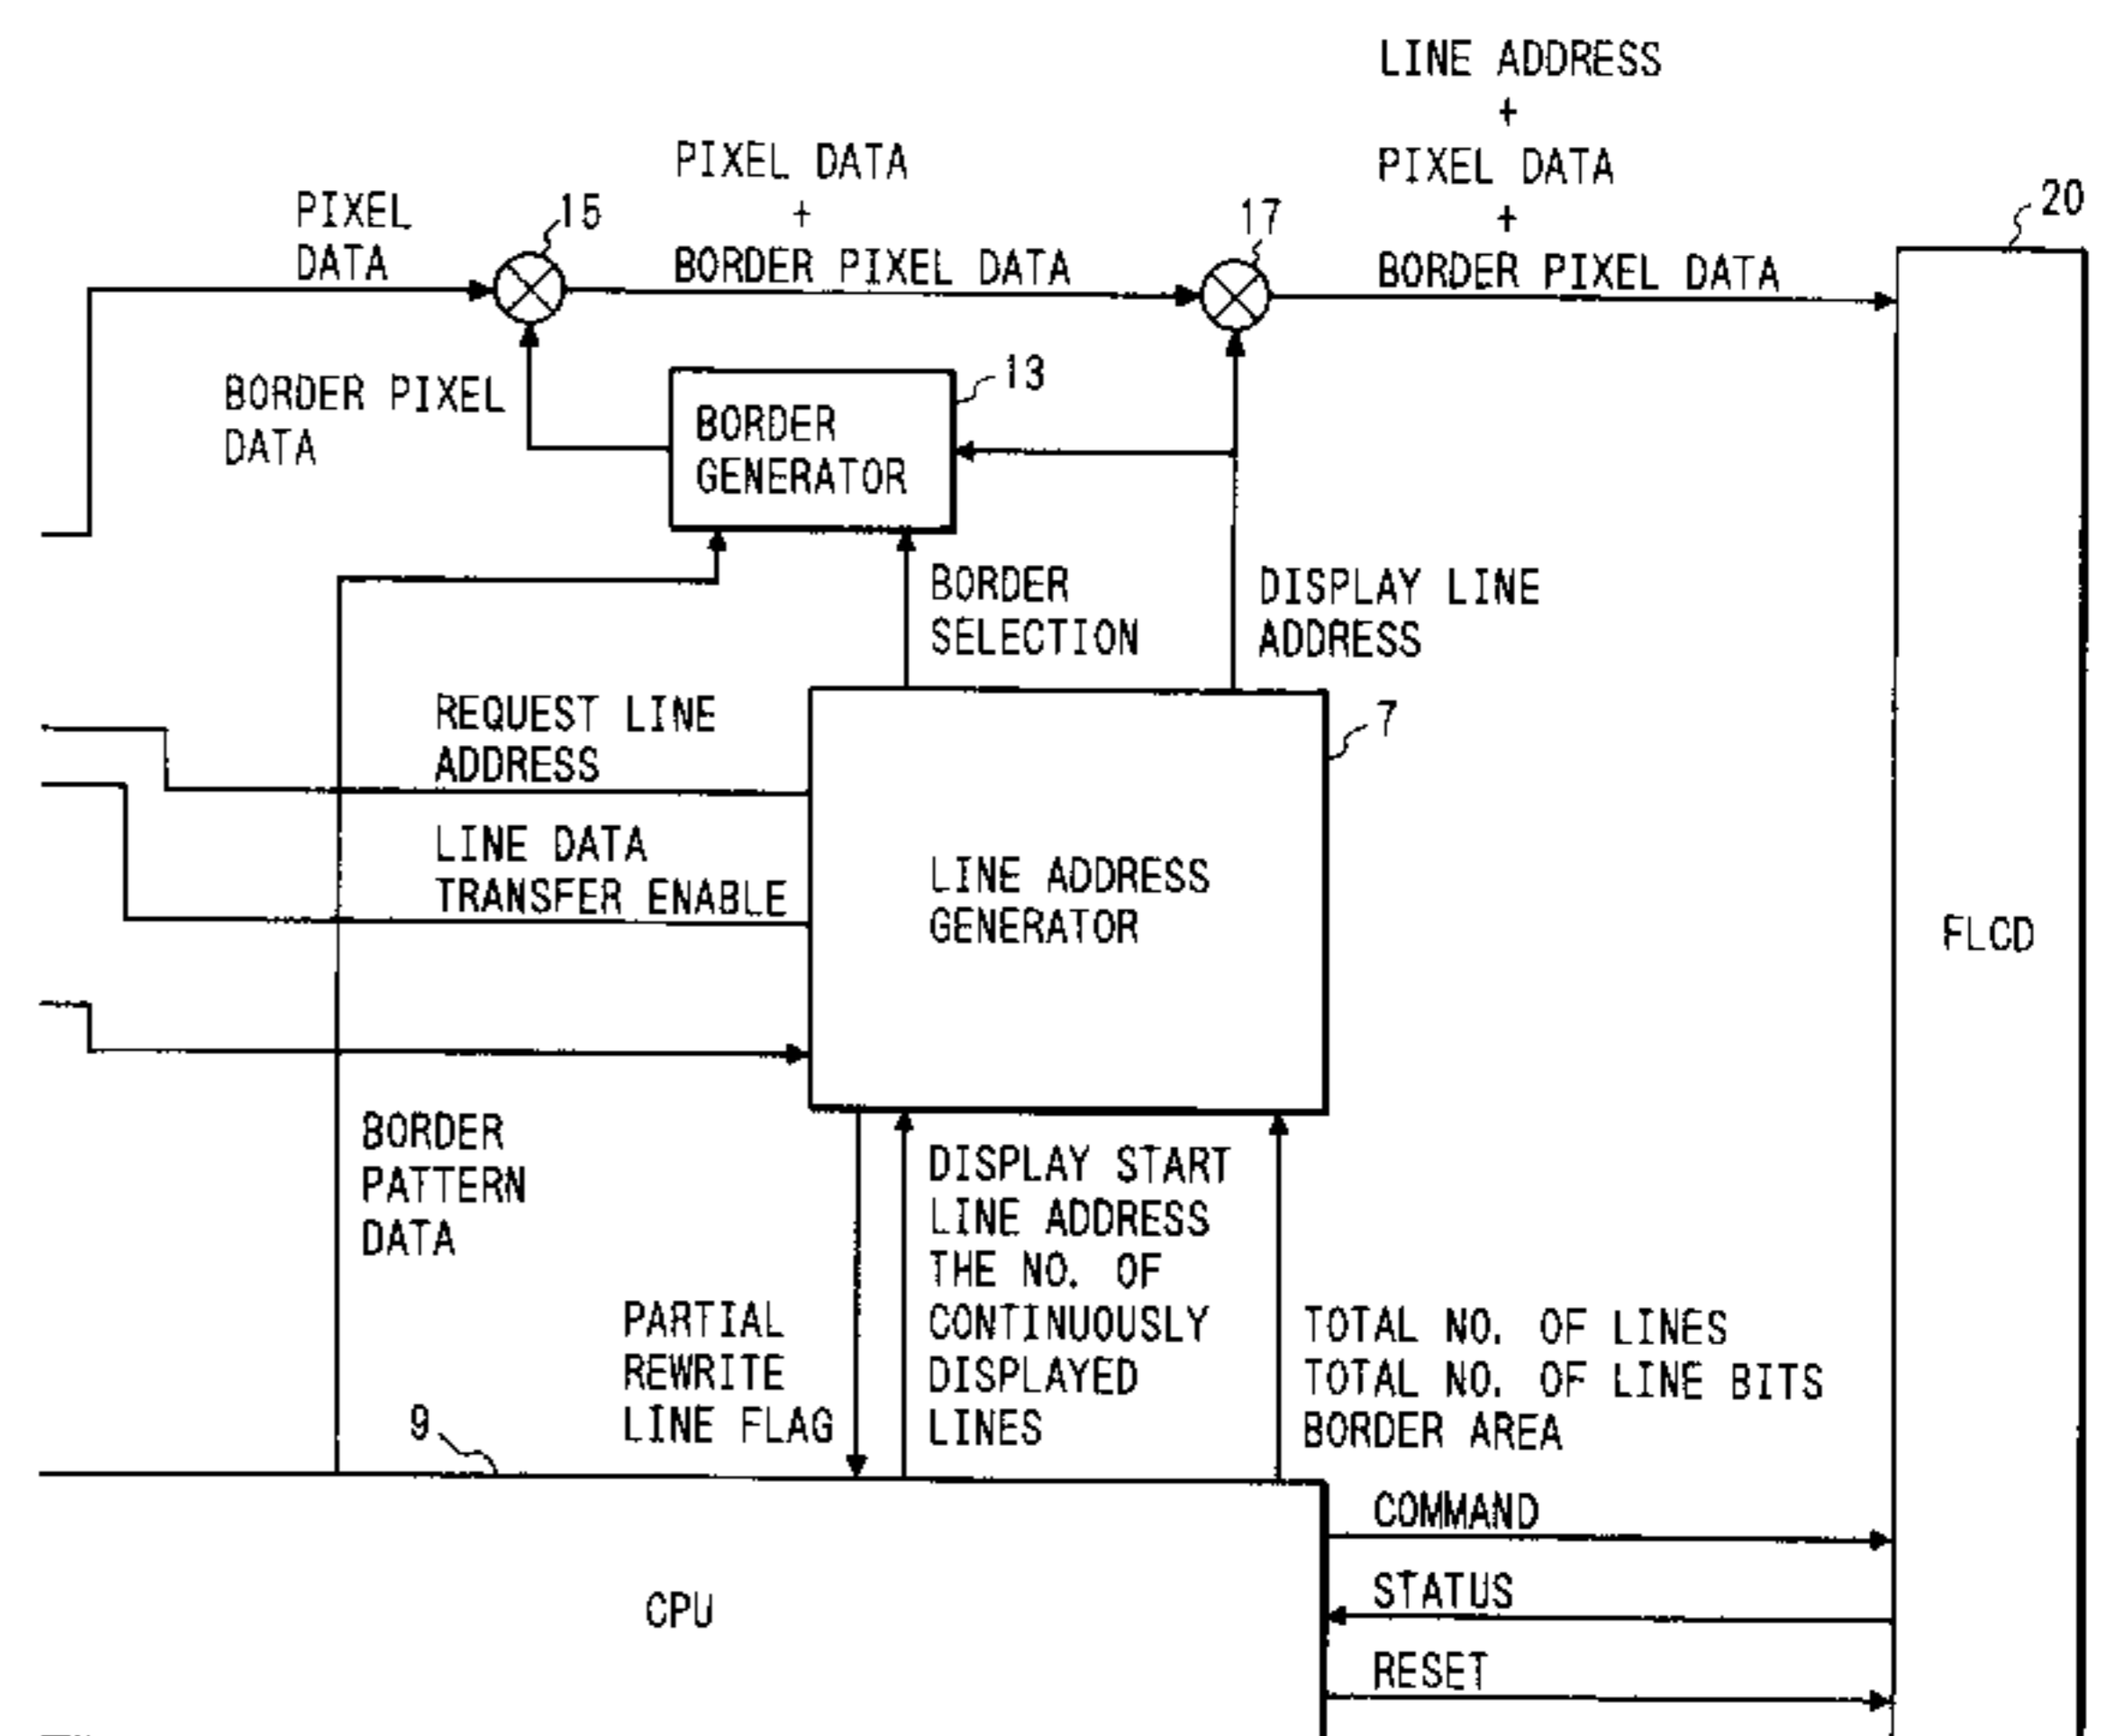 LINE ADDRESS
+
PIXEL DATA
+
BORDER PIXEL DATA
PIXEL DATA
+
BORDER PIXEL DATA
PIXEL
DATA
15
17
20
BORDER PIXEL
DATA
BORDER
GENERATOR
13
BORDER
SELECTION
DISPLAY LINE
ADDRESS
REQUEST LINE
ADDRESS
7
LINE DATA
TRANSFER ENABLE
LINE ADDRESS
GENERATOR
FLCD
BORDER
PATTERN
DATA
DISPLAY START
LINE ADDRESS
THE NO. OF
CONTINUOUSLY
DISPLAYED
LINES
PARTIAL
REWRITE
LINE FLAG
TOTAL NO. OF LINES
TOTAL NO. OF LINE BITS
BORDER AREA
9
CPU
COMMAND
STATUS
RESET